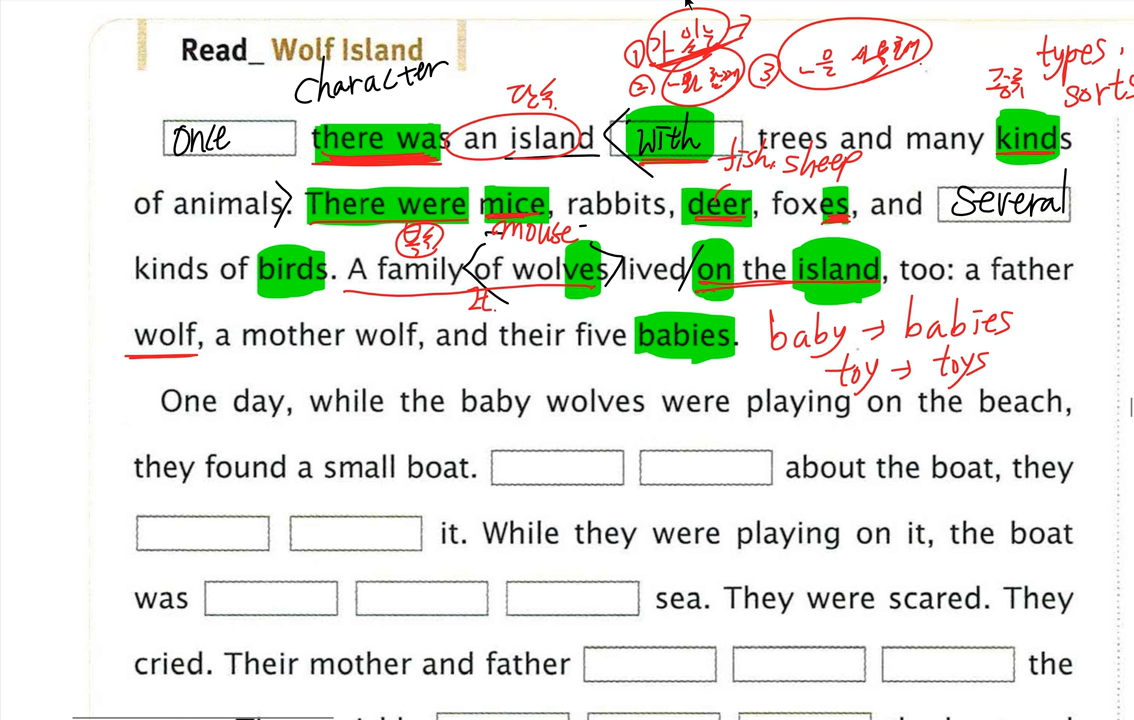 Read_ Wolf Island
character
① 가 있는
②
③ ~을 사용해
types,
sorts
종류
단수
Once there was an island with trees and many kinds
fish, sheep
of animals. There were mice, rabbits, deer, foxes, and Several
복수
mouse
kinds of birds. A family of wolves lived on the island, too: a father
wolf, a mother wolf, and their five babies.
baby → babies
toy → toys
One day, while the baby wolves were playing on the beach,
they found a small boat. about the boat, they
it. While they were playing on it, the boat
was sea. They were scared. They
cried. Their mother and father the